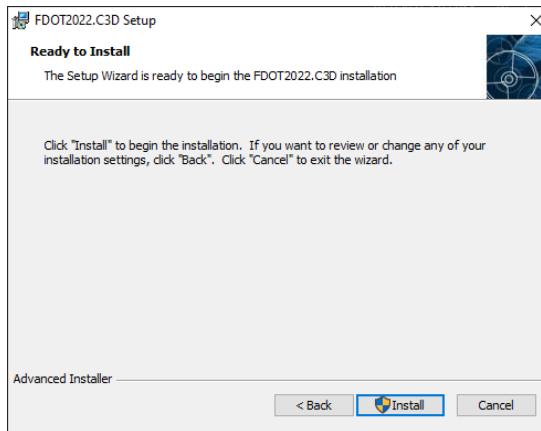 FDOT2022.C3D Setup
Ready to Install
The Setup Wizard is ready to begin the FDOT2022.C3D installation
Click "Install" to begin the installation. If you want to review or change any of your
installation settings, click "Back". Click "Cancel" to exit the wizard.
Advanced Installer
< Back Install Cancel